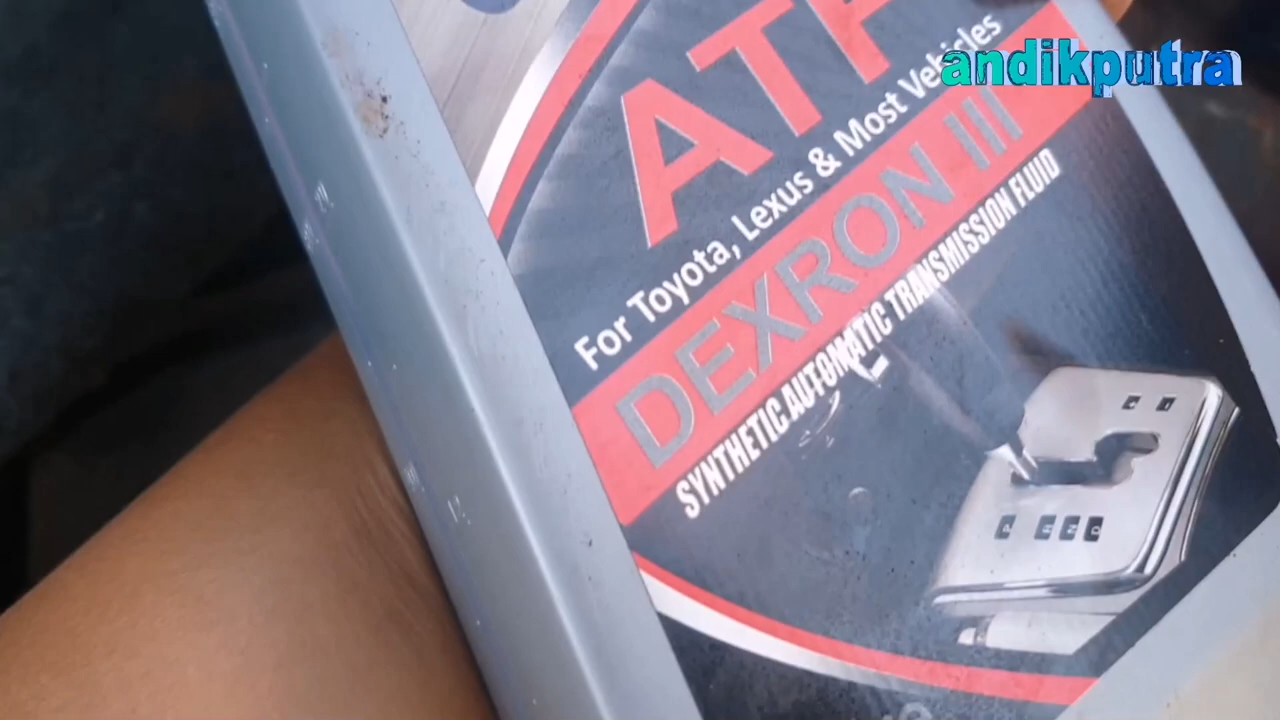 andikputra
ATF
For Toyota, Lexus & Most Vehicles
DEXRON III
SYNTHETIC AUTOMATIC TRANSMISSION FLUID